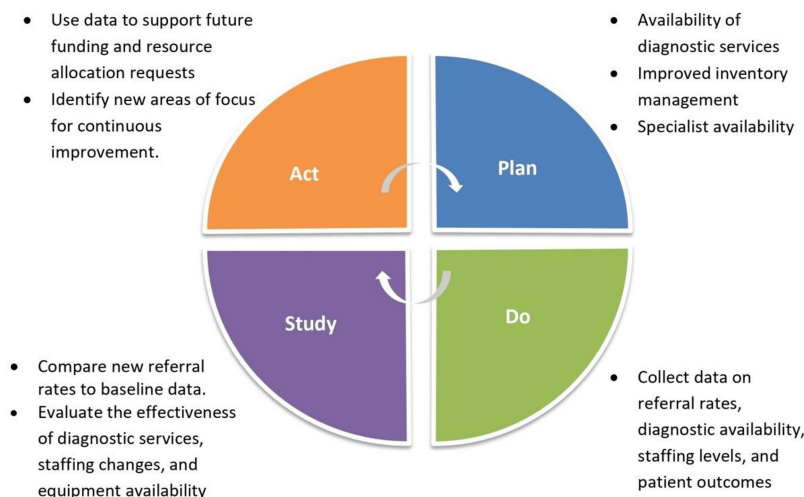 • Use data to support future
funding and resource
allocation requests
• Identify new areas of focus
for continuous
improvement.
• Availability of
diagnostic services
• Improved inventory
management
• Specialist availability
Act
Plan
Study
Do
• Compare new referral
rates to baseline data.
• Evaluate the effectiveness
of diagnostic services,
staffing changes, and
equipment availability
• Collect data on
referral rates,
diagnostic availability,
staffing levels, and
patient outcomes